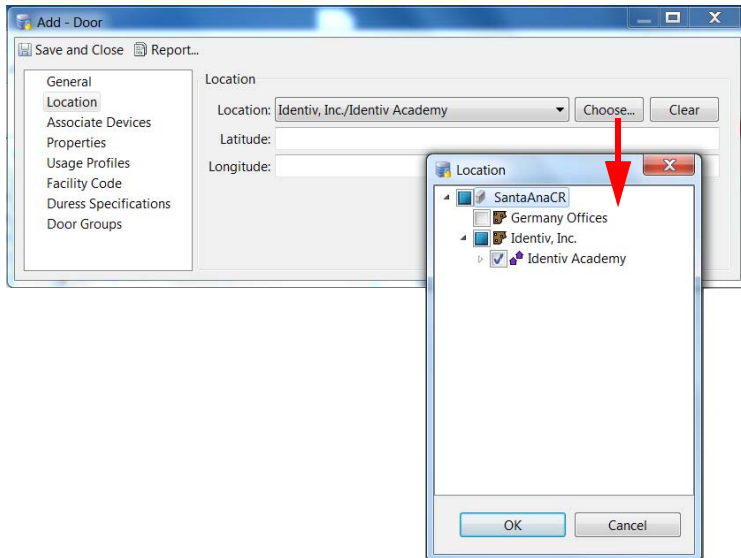 Add - Door
Save and Close Report...
General
Location
Associate Devices
Properties
Usage Profiles
Facility Code
Duress Specifications
Door Groups
Location
Location: Identiv, Inc./Identiv Academy Choose... Clear
Latitude:
Longitude:
Location
SantaAnaCR
Germany Offices
Identiv, Inc.
Identiv Academy
OK Cancel